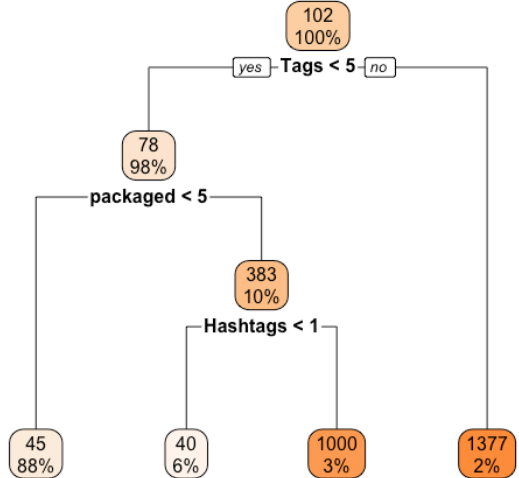 102
100%
yes Tags < 5 no
78
98%
packaged < 5
383
10%
Hashtags < 1
45 40 1000 1377
88% 6% 3% 2%